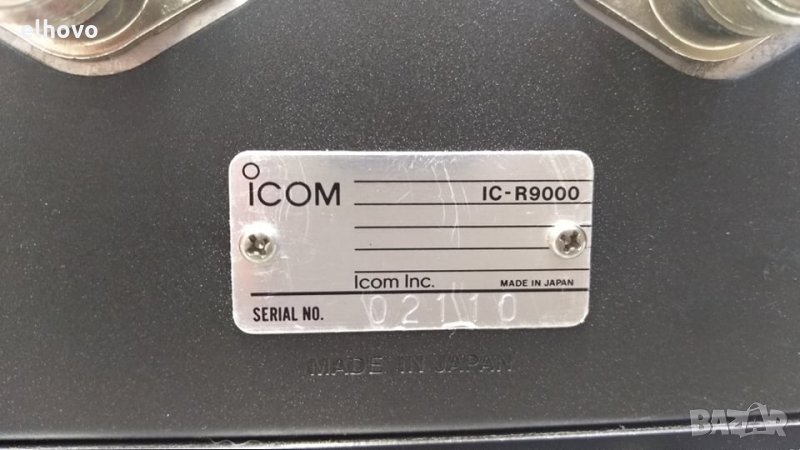 elhovo
ICOM IC-R9000
Icom Inc. MADE IN JAPAN
SERIAL NO. 02110
MADE IN JAPAN
BAZAR